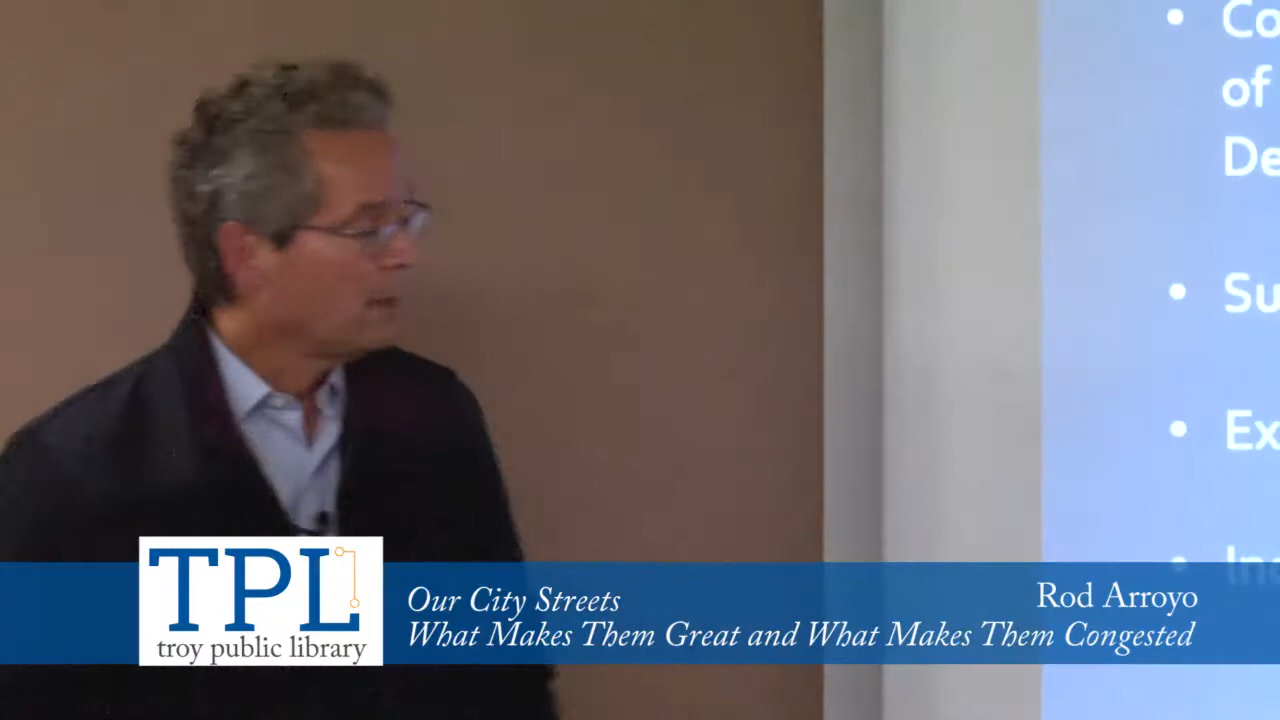 • Co
of
De
• Su
• Ex
• In
TPL
troy public library
Our City Streets
Rod Arroyo
What Makes Them Great and What Makes Them Congested